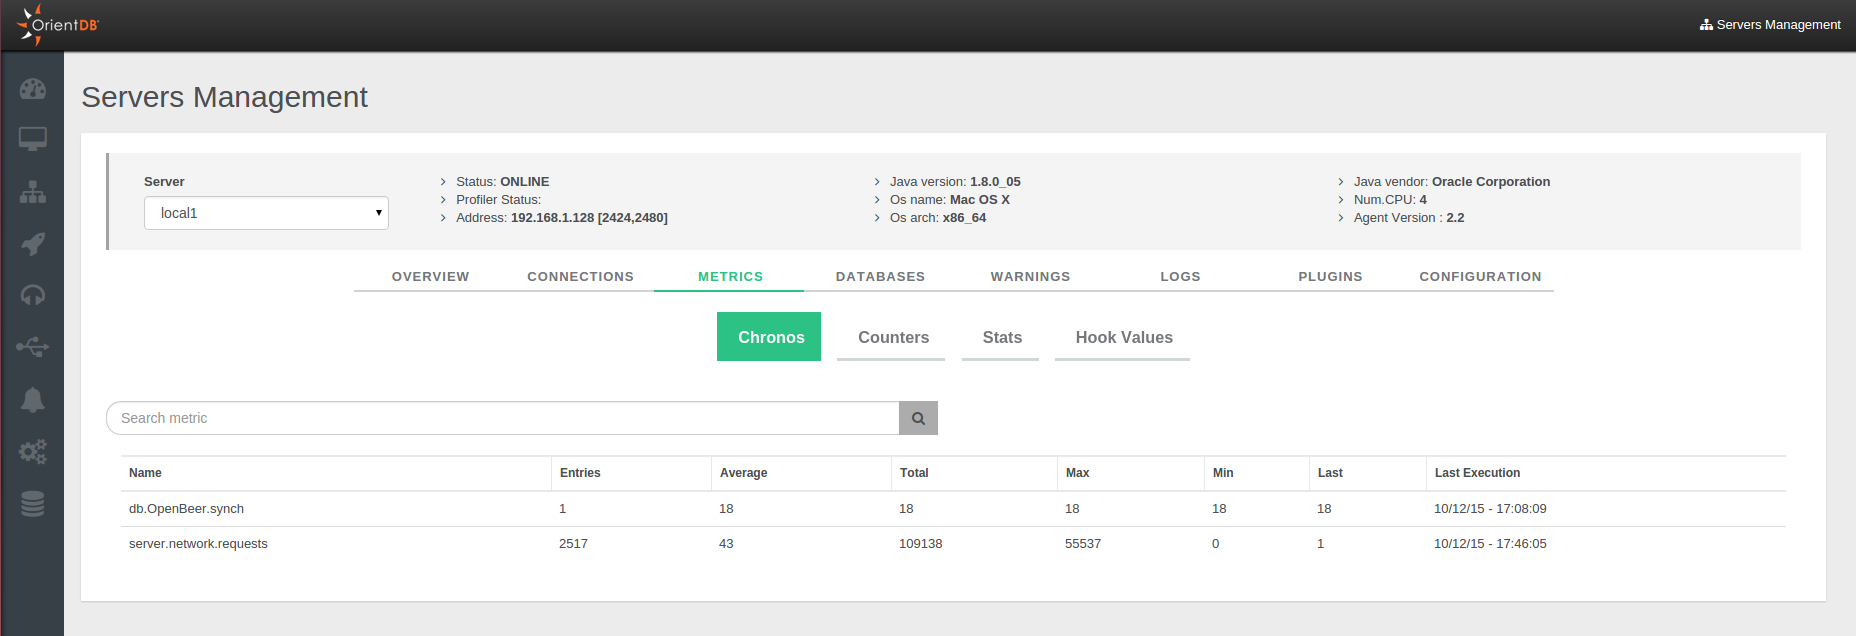 OrientDB
Servers Management
Servers Management
Server
local1
Status: ONLINE
Profiler Status:
Address: 192.168.1.128 [2424,2480]
Java version: 1.8.0_05
Os name: Mac OS X
Os arch: x86_64
Java vendor: Oracle Corporation
Num.CPU: 4
Agent Version : 2.2
OVERVIEW CONNECTIONS METRICS DATABASES WARNINGS LOGS PLUGINS CONFIGURATION
Chronos Counters Stats Hook Values
Search metric
Name Entries Average Total Max Min Last Last Execution
db.OpenBeer.synch 1 18 18 18 18 18 10/12/15 - 17:08:09
server.network.requests 2517 43 109138 55537 0 1 10/12/15 - 17:46:05